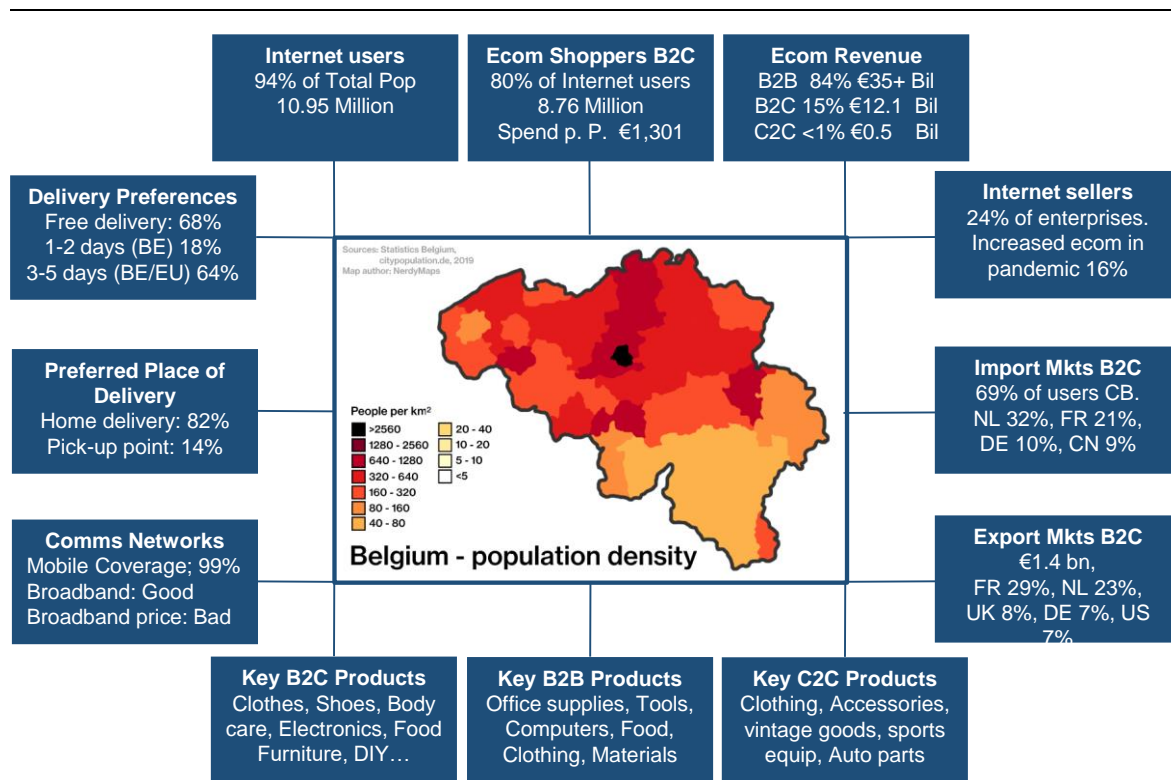 Internet users
94% of Total Pop
10.95 Million
Ecom Shoppers B2C
80% of Internet users
8.76 Million
Spend p. P. €1,301
Ecom Revenue
B2B 84% €35+ Bil
B2C 15% €12.1 Bil
C2C <1% €0.5 Bil
Delivery Preferences
Free delivery: 68%
1-2 days (BE) 18%
3-5 days (BE/EU) 64%
Internet sellers
24% of enterprises.
Increased ecom in
pandemic 16%
Sources: Statistics Belgium,
citypopulation.de, 2019
Map author: NerdyMaps
Preferred Place of
Delivery
Home delivery: 82%
Pick-up point: 14%
Import Mkts B2C
69% of users CB.
NL 32%, FR 21%,
DE 10%, CN 9%
People per km²
>2560
1280 - 2560
640 - 1280
320 - 640
160 - 320
80 - 160
40 - 80
20 - 40
10 - 20
5 - 10
<5
Belgium - population density
Comms Networks
Mobile Coverage; 99%
Broadband: Good
Broadband price: Bad
Export Mkts B2C
€1.4 bn,
FR 29%, NL 23%,
UK 8%, DE 7%, US
7%
Key B2C Products
Clothes, Shoes, Body
care, Electronics, Food
Furniture, DIY…
Key B2B Products
Office supplies, Tools,
Computers, Food,
Clothing, Materials
Key C2C Products
Clothing, Accessories,
vintage goods, sports
equip, Auto parts